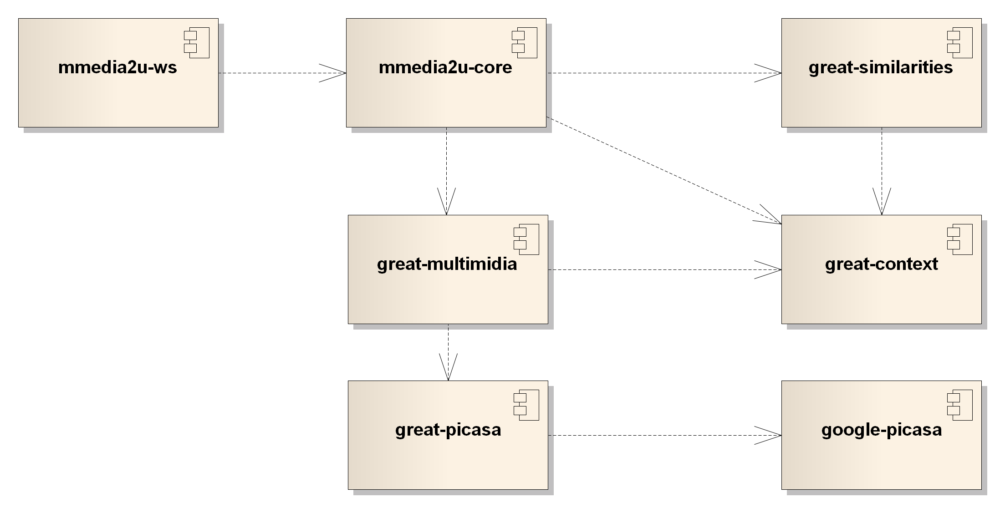 mmedia2u-ws
mmedia2u-core
great-similarities
great-multimidia
great-context
great-picasa
google-picasa